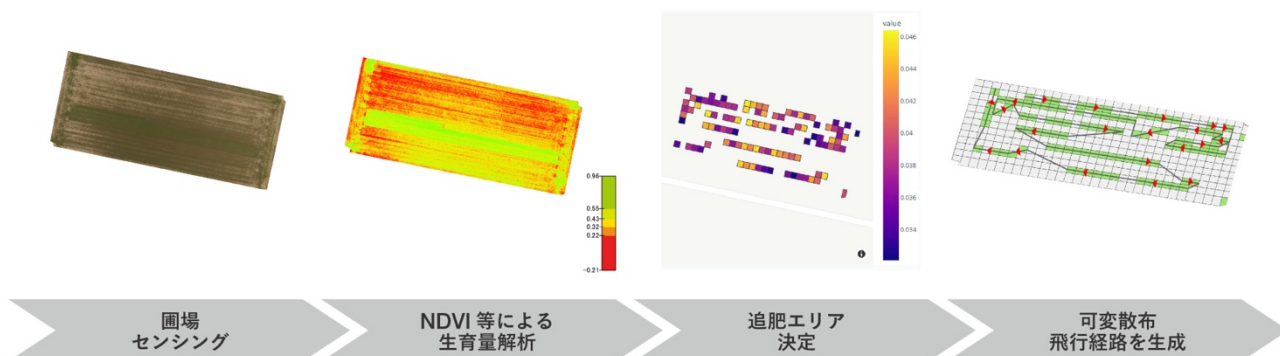 value
0.046
0.044
0.042
0.04
0.038
0.036
0.034
0.96
0.55
0.43
0.32
0.22
−0.21
圃場
センシング
NDVI 等による
生育量解析
追肥エリア
決定
可変散布
飛行経路を生成